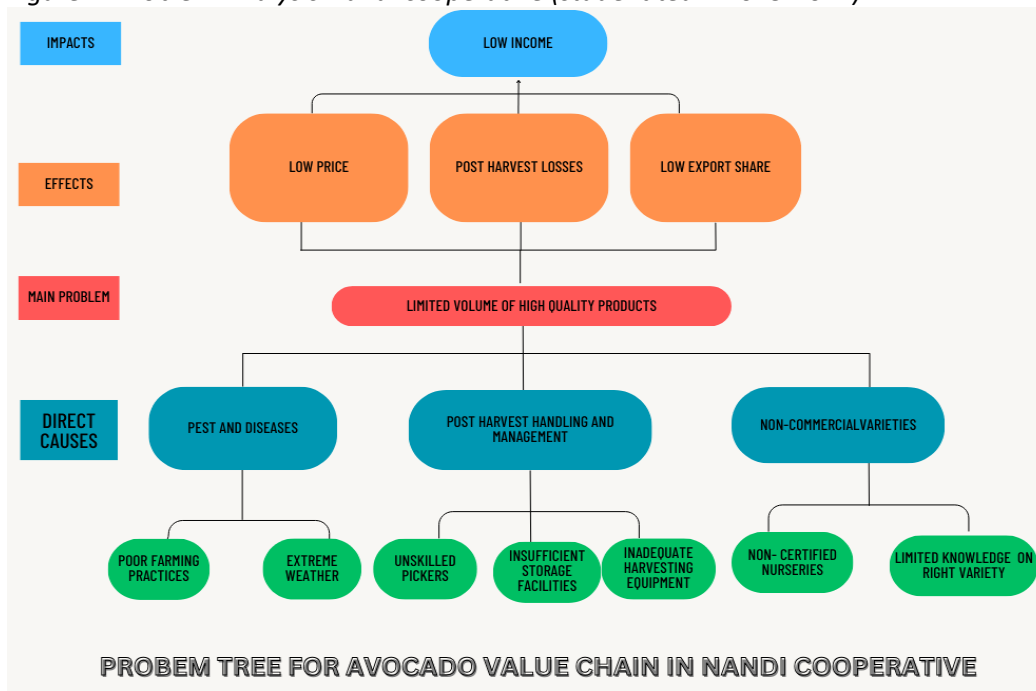 IMPACTS
LOW INCOME
LOW PRICE
POST HARVEST LOSSES
LOW EXPORT SHARE
EFFECTS
MAIN PROBLEM
LIMITED VOLUME OF HIGH QUALITY PRODUCTS
DIRECT
CAUSES
PEST AND DISEASES
POST HARVEST HANDLING AND
MANAGEMENT
NON-COMMERCIALVARIETIES
POOR FARMING
PRACTICES
EXTREME
WEATHER
UNSKILLED
PICKERS
INSUFFICIENT
STORAGE
FACILITIES
INADEQUATE
HARVESTING
EQUIPMENT
NON- CERTIFIED
NURSERIES
LIMITED KNOWLEDGE ON
RIGHT VARIETY
PROBEM TREE FOR AVOCADO VALUE CHAIN IN NANDI COOPERATIVE